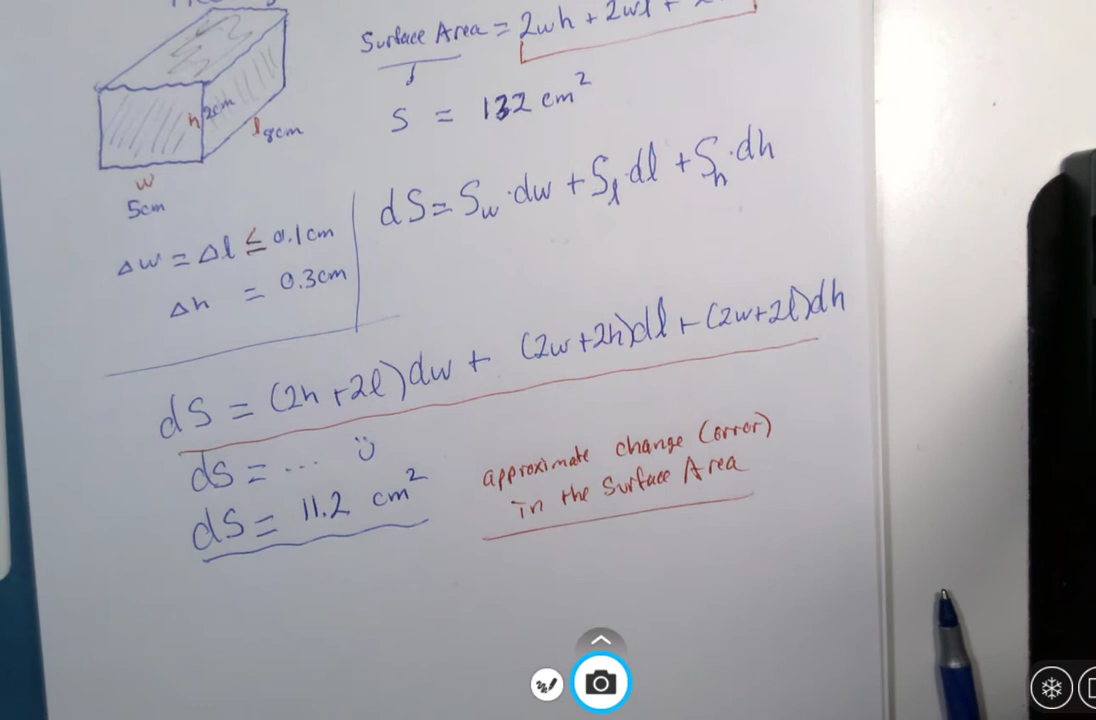 Surface Area = 2wh + 2wl +
S = 132 cm²
h 2cm
l 8cm
w
5cm
Δw = Δl ≤ 0.1cm
Δh = 0.3cm
dS = S_w · dw + S_l · dl + S_h · dh
dS = (2h + 2l) dw + (2w + 2h) dl + (2w + 2l) dh
dS = ... ಅ
dS = 11.2 cm²
approximate change (error)
in the Surface Area